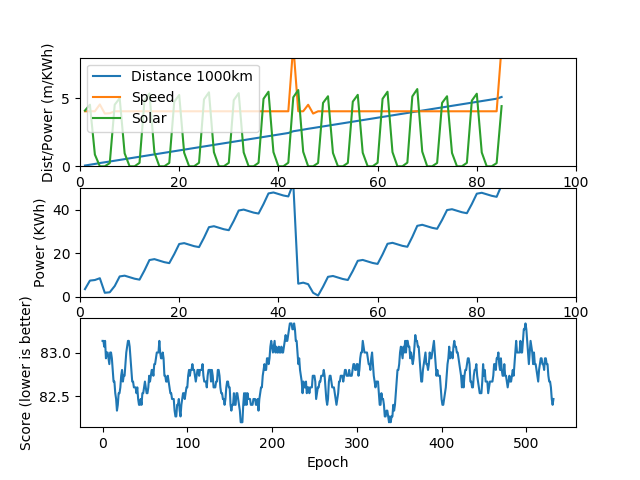 Dist/Power (m/KWh)
5
0
Distance 1000km
Speed
Solar
0 20 40 60 80 100
Power (KWh)
40
20
0
0 20 40 60 80 100
Score (lower is better)
83.0
82.5
0 100 200 300 400 500
Epoch